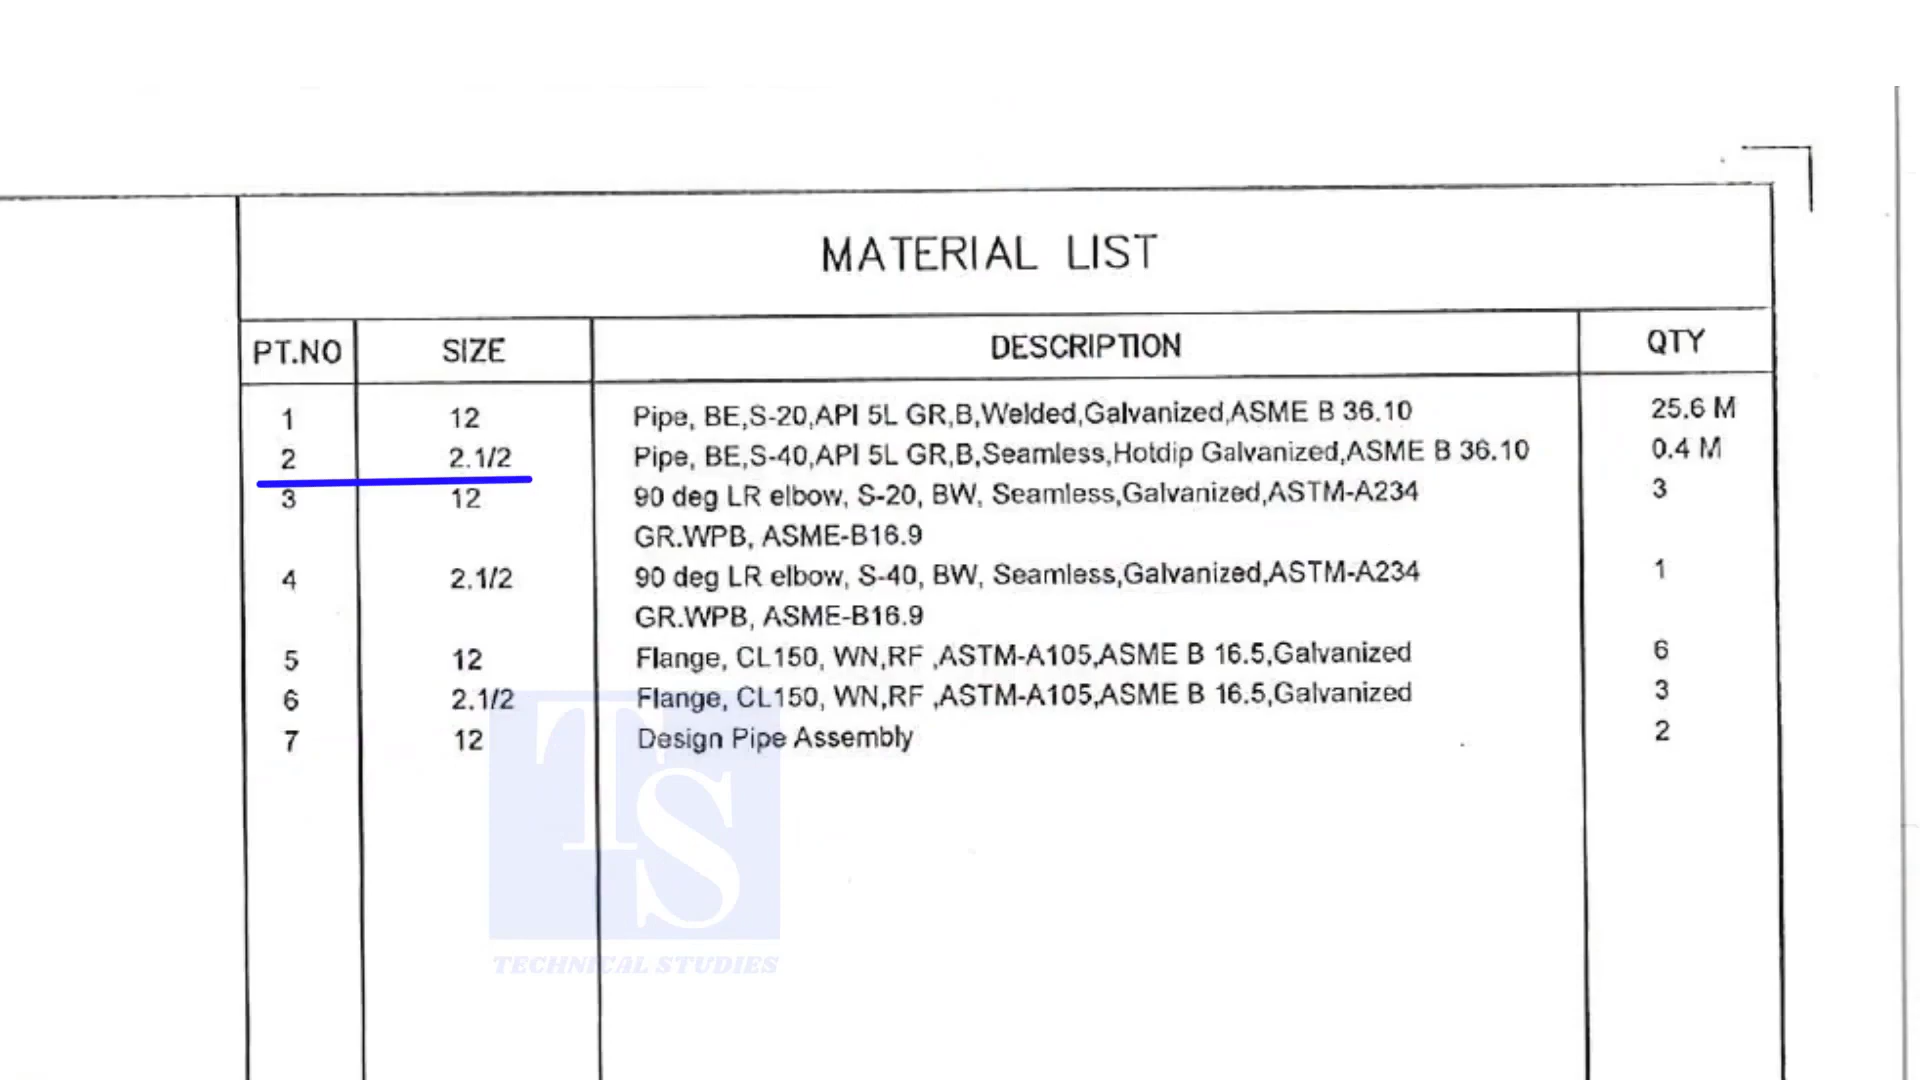 MATERIAL LIST
PT.NO SIZE DESCRIPTION QTY
1 12 Pipe, BE,S-20,API 5L GR,B,Welded,Galvanized,ASME B 36.10 25.6 M
2 2.1/2 Pipe, BE,S-40,API 5L GR,B,Seamless,Hotdip Galvanized,ASME B 36.10 0.4 M
3 12 90 deg LR elbow, S-20, BW, Seamless,Galvanized,ASTM-A234 3
GR.WPB, ASME-B16.9
4 2.1/2 90 deg LR elbow, S-40, BW, Seamless,Galvanized,ASTM-A234 1
GR.WPB, ASME-B16.9
5 12 Flange, CL150, WN,RF ,ASTM-A105,ASME B 16.5,Galvanized 6
6 2.1/2 Flange, CL150, WN,RF ,ASTM-A105,ASME B 16.5,Galvanized 3
7 12 Design Pipe Assembly 2
TS
TECHNICAL STUDIES